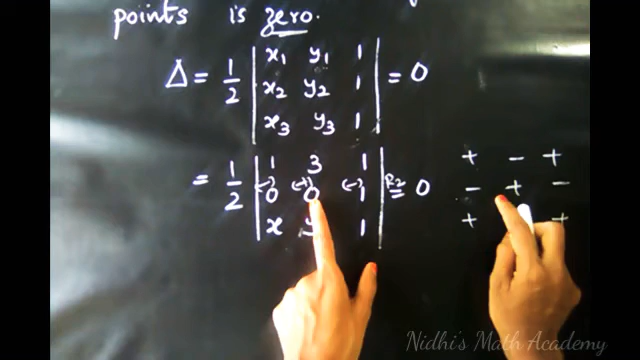 points is zero.
Δ = 1/2 | x₁ y₁ 1 | = 0
| x₂ y₂ 1 |
| x₃ y₃ 1 |
= 1/2 | 1 3 1 |
| (-)0 (+)0 (-)1 | R₂ = 0
| x y 1 |
+ - +
- + -
+ +
Nidhi's Math Academy